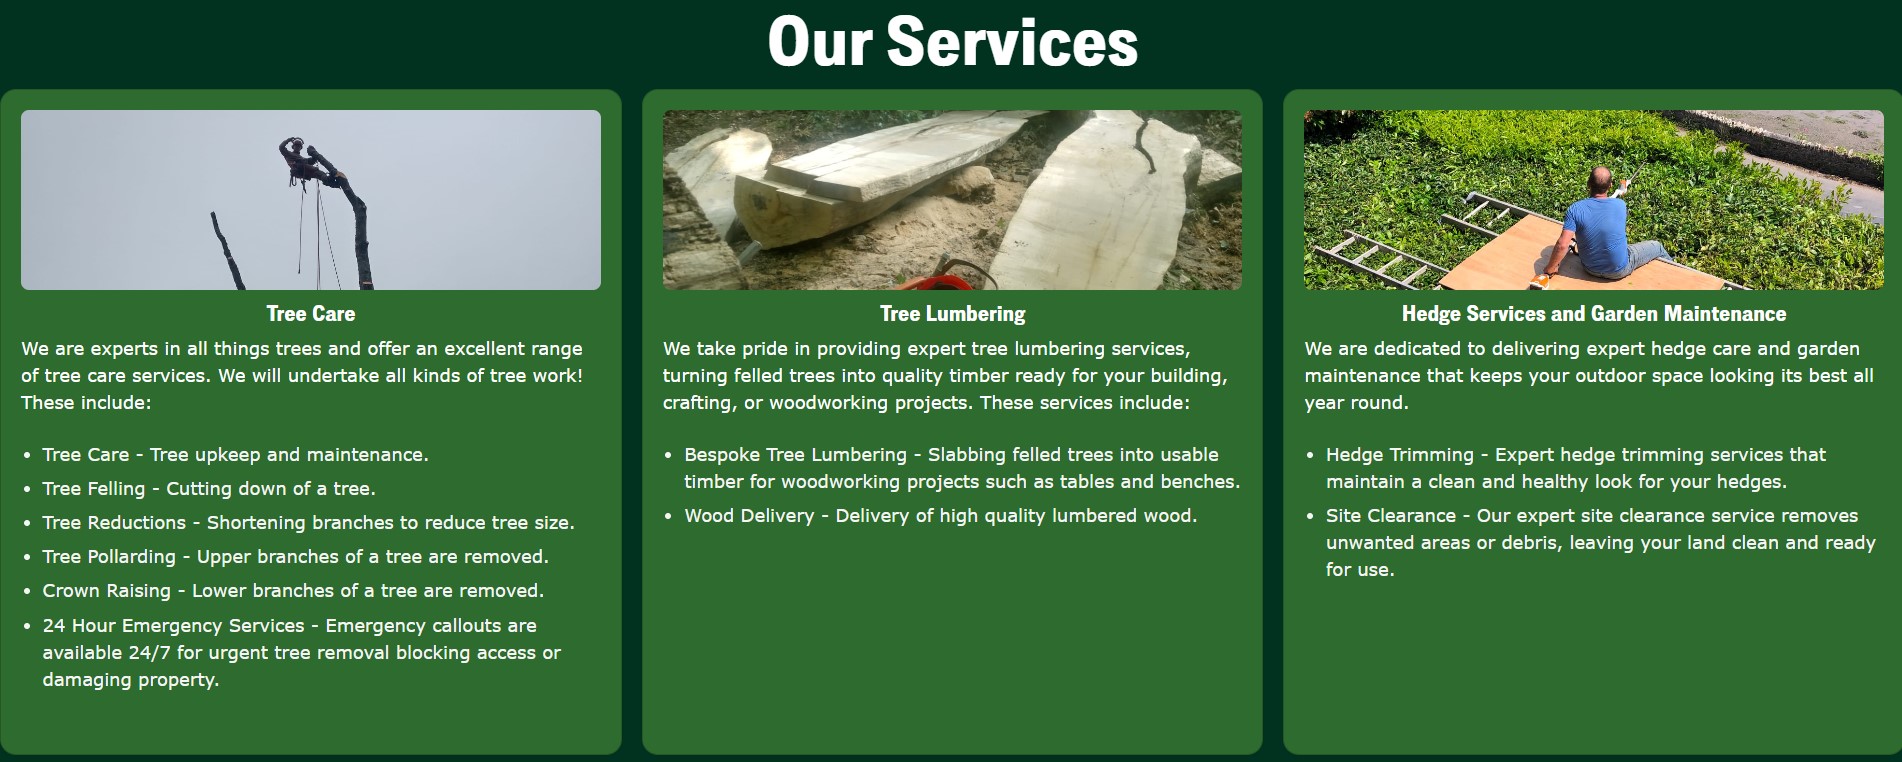 Our Services
Tree Care
We are experts in all things trees and offer an excellent range
of tree care services. We will undertake all kinds of tree work!
These include:
• Tree Care - Tree upkeep and maintenance.
• Tree Felling - Cutting down of a tree.
• Tree Reductions - Shortening branches to reduce tree size.
• Tree Pollarding - Upper branches of a tree are removed.
• Crown Raising - Lower branches of a tree are removed.
• 24 Hour Emergency Services - Emergency callouts are
available 24/7 for urgent tree removal blocking access or
damaging property.
Tree Lumbering
We take pride in providing expert tree lumbering services,
turning felled trees into quality timber ready for your building,
crafting, or woodworking projects. These services include:
• Bespoke Tree Lumbering - Slabbing felled trees into usable
timber for woodworking projects such as tables and benches.
• Wood Delivery - Delivery of high quality lumbered wood.
Hedge Services and Garden Maintenance
We are dedicated to delivering expert hedge care and garden
maintenance that keeps your outdoor space looking its best all
year round.
• Hedge Trimming - Expert hedge trimming services that
maintain a clean and healthy look for your hedges.
• Site Clearance - Our expert site clearance service removes
unwanted areas or debris, leaving your land clean and ready
for use.